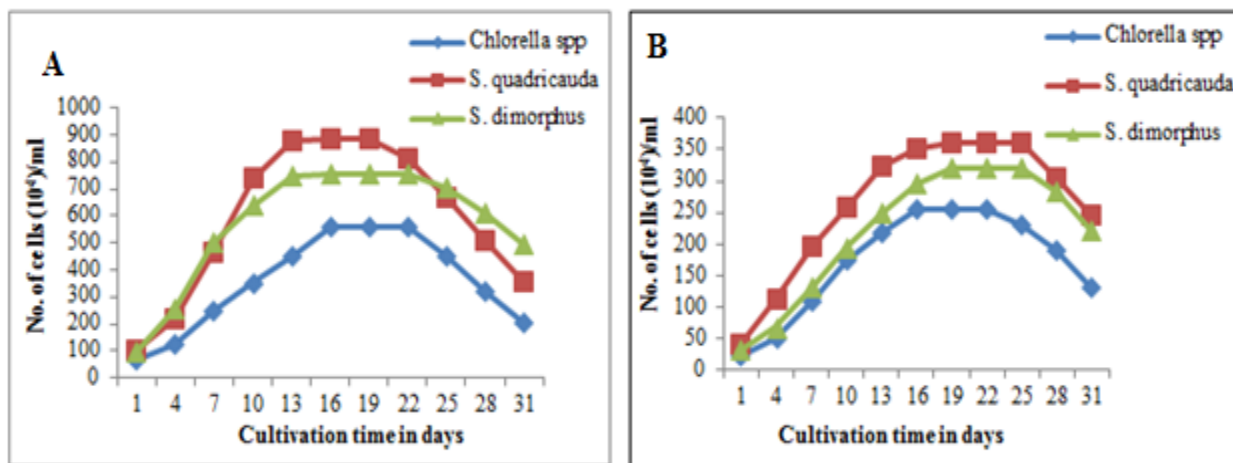 A
Chlorella spp
S. quadricauda
S. dimorphus
No. of cells (10⁴)/ml
1000
900
800
700
600
500
400
300
200
100
0
1 4 7 10 13 16 19 22 25 28 31
Cultivation time in days
B
Chlorella spp
S. quadricauda
S. dimorphus
No. of cells (10⁴)/ml
400
350
300
250
200
150
100
50
0
1 4 7 10 13 16 19 22 25 28 31
Cultivation time in days